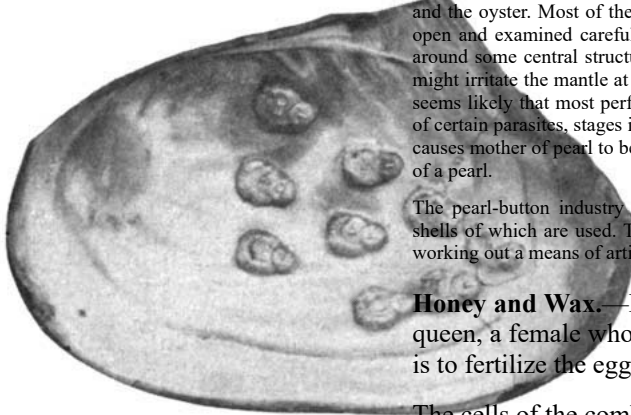 and the oyster. Most of the
open and examined careful
around some central structu
might irritate the mantle at
seems likely that most perf
of certain parasites, stages i
causes mother of pearl to be
of a pearl.
The pearl-button industry
shells of which are used. T
working out a means of arti
Honey and Wax.—
queen, a female who
is to fertilize the egg
The cells of the com